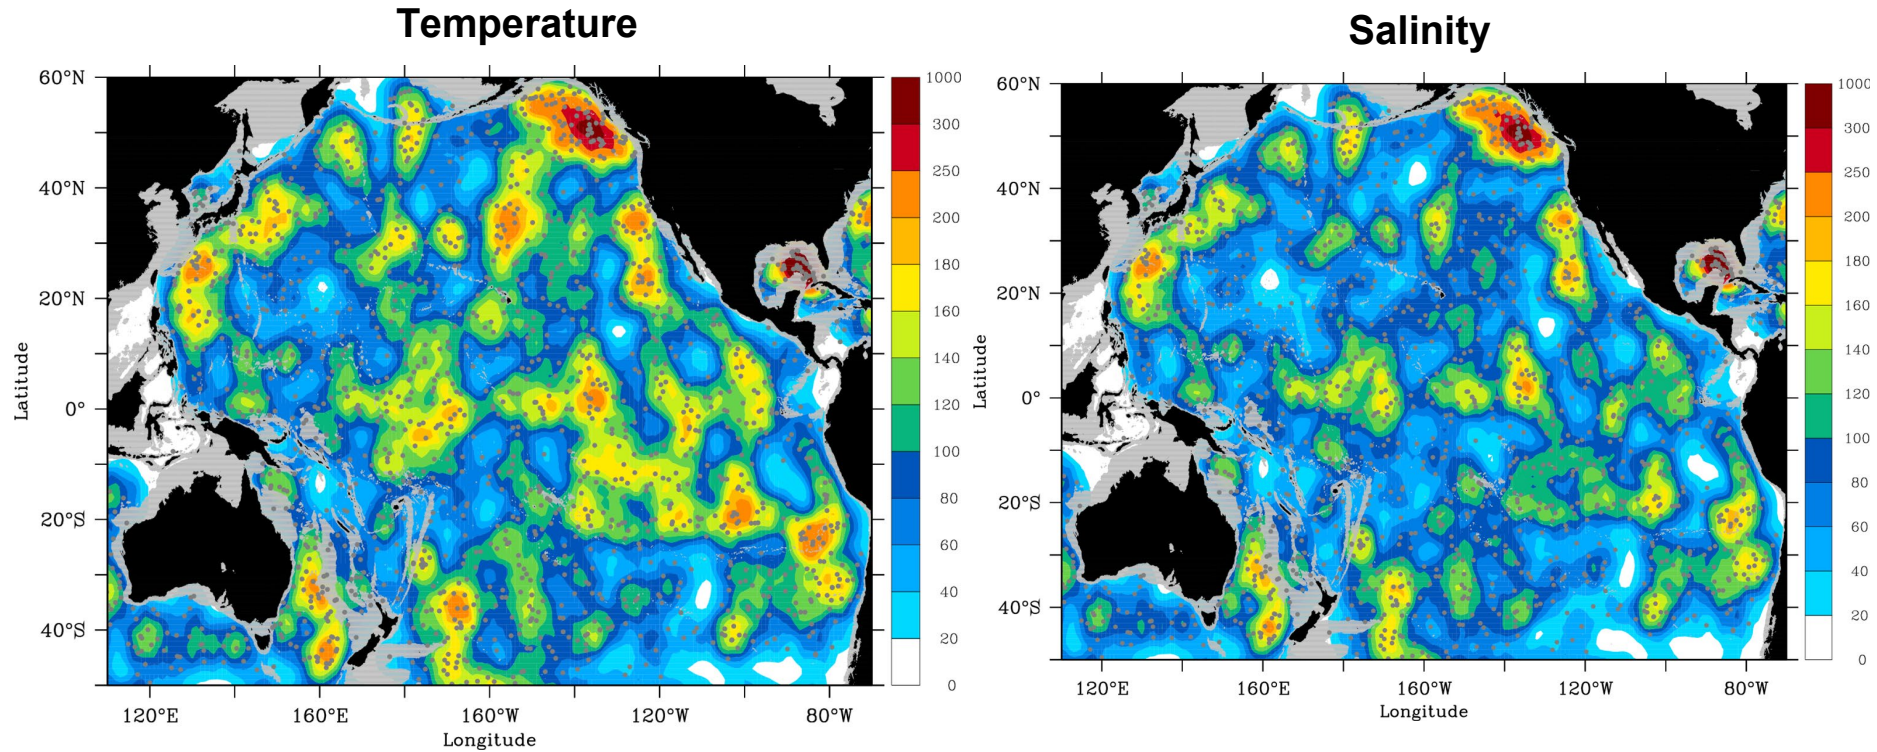 Temperature
Salinity
60°N
40°N
20°N
0°
20°S
40°S
Latitude
120°E
160°E
160°W
120°W
80°W
Longitude
1000
300
250
200
180
160
140
120
100
80
60
40
20
0
60°N
40°N
20°N
0°
20°S
40°S
Latitude
120°E
160°E
160°W
120°W
80°W
Longitude
1000
300
250
200
180
160
140
120
100
80
60
40
20
0